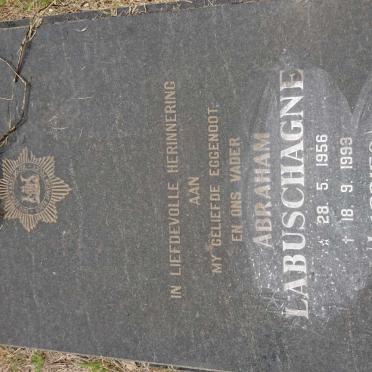 IN LIEFDEVOLLE HERINNERING
AAN
MY GELIEFDE EGGENOOT,
EN ONS VADER
ABRAHAM
LABUSCHAGNE
☆ 28. 5. 1956
† 18. 9. 1993